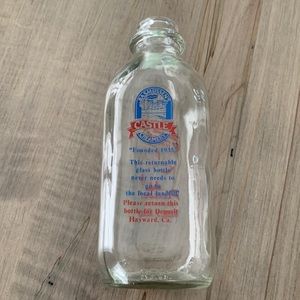 CASTLE
"Founded 1935"
This returnable
glass bottle
never needs to
go to
the local landfill
Please return this
bottle for Deposit
Hayward, Ca.